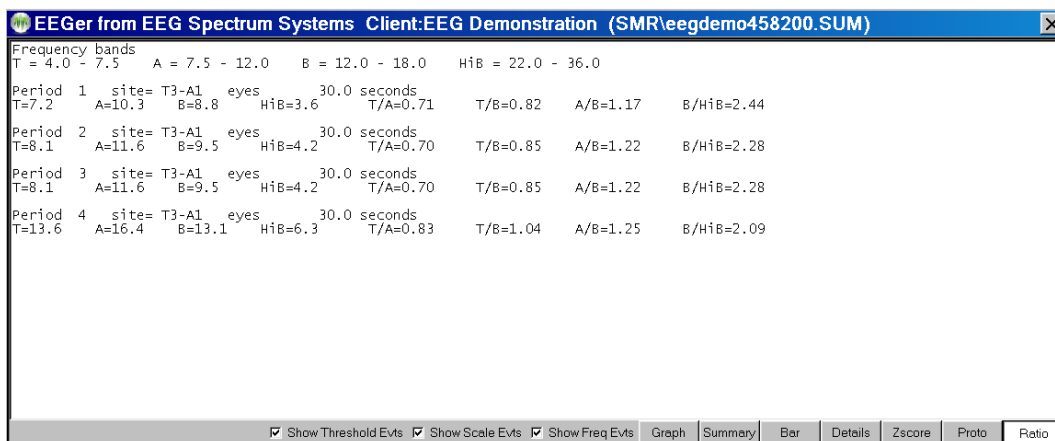 EEGer from EEG Spectrum Systems Client:EEG Demonstration (SMR\eegdemo458200.SUM)
Frequency bands
T = 4.0 - 7.5 A = 7.5 - 12.0 B = 12.0 - 18.0 HiB = 22.0 - 36.0
Period 1 site= T3-A1 eyes 30.0 seconds
T=7.2 A=10.3 B=8.8 HiB=3.6 T/A=0.71 T/B=0.82 A/B=1.17 B/HiB=2.44
Period 2 site= T3-A1 eyes 30.0 seconds
T=8.1 A=11.6 B=9.5 HiB=4.2 T/A=0.70 T/B=0.85 A/B=1.22 B/HiB=2.28
Period 3 site= T3-A1 eyes 30.0 seconds
T=8.1 A=11.6 B=9.5 HiB=4.2 T/A=0.70 T/B=0.85 A/B=1.22 B/HiB=2.28
Period 4 site= T3-A1 eyes 30.0 seconds
T=13.6 A=16.4 B=13.1 HiB=6.3 T/A=0.83 T/B=1.04 A/B=1.25 B/HiB=2.09
Show Threshold Evts Show Scale Evts Show Freq Evts Graph Summary Bar Details Zscore Proto Ratio